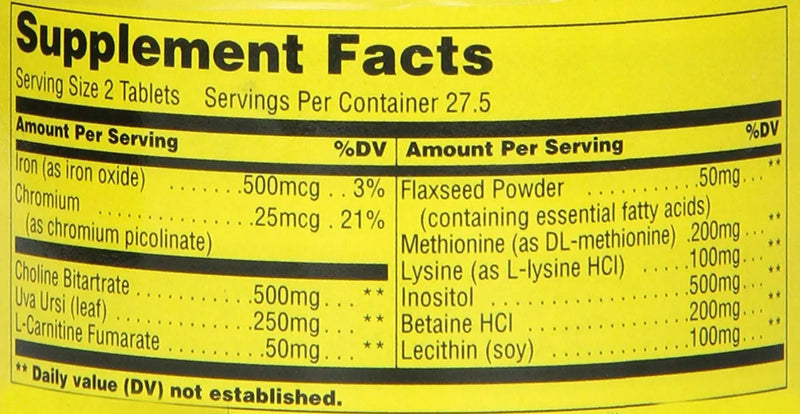 Supplement Facts
Serving Size 2 Tablets Servings Per Container 27.5
Amount Per Serving %DV
Iron (as iron oxide) .......500mcg . . 3%
Chromium
..............25mcg . 21%
(as chromium picolinate)
Choline Bitartrate ..........500mg... **
Uva Ursi (leaf) ............250mg... **
L-Carnitine Fumarate ........50mg... **
** Daily value (DV) not established.
Amount Per Serving %DV
Flaxseed Powder ..........50mg... **
(containing essential fatty acids)
Methionine (as DL-methionine) .200mg... **
Lysine (as L-lysine HCl) .....100mg... **
Inositol .................500mg... **
Betaine HCl ..............200mg... **
Lecithin (soy) ............100mg... **